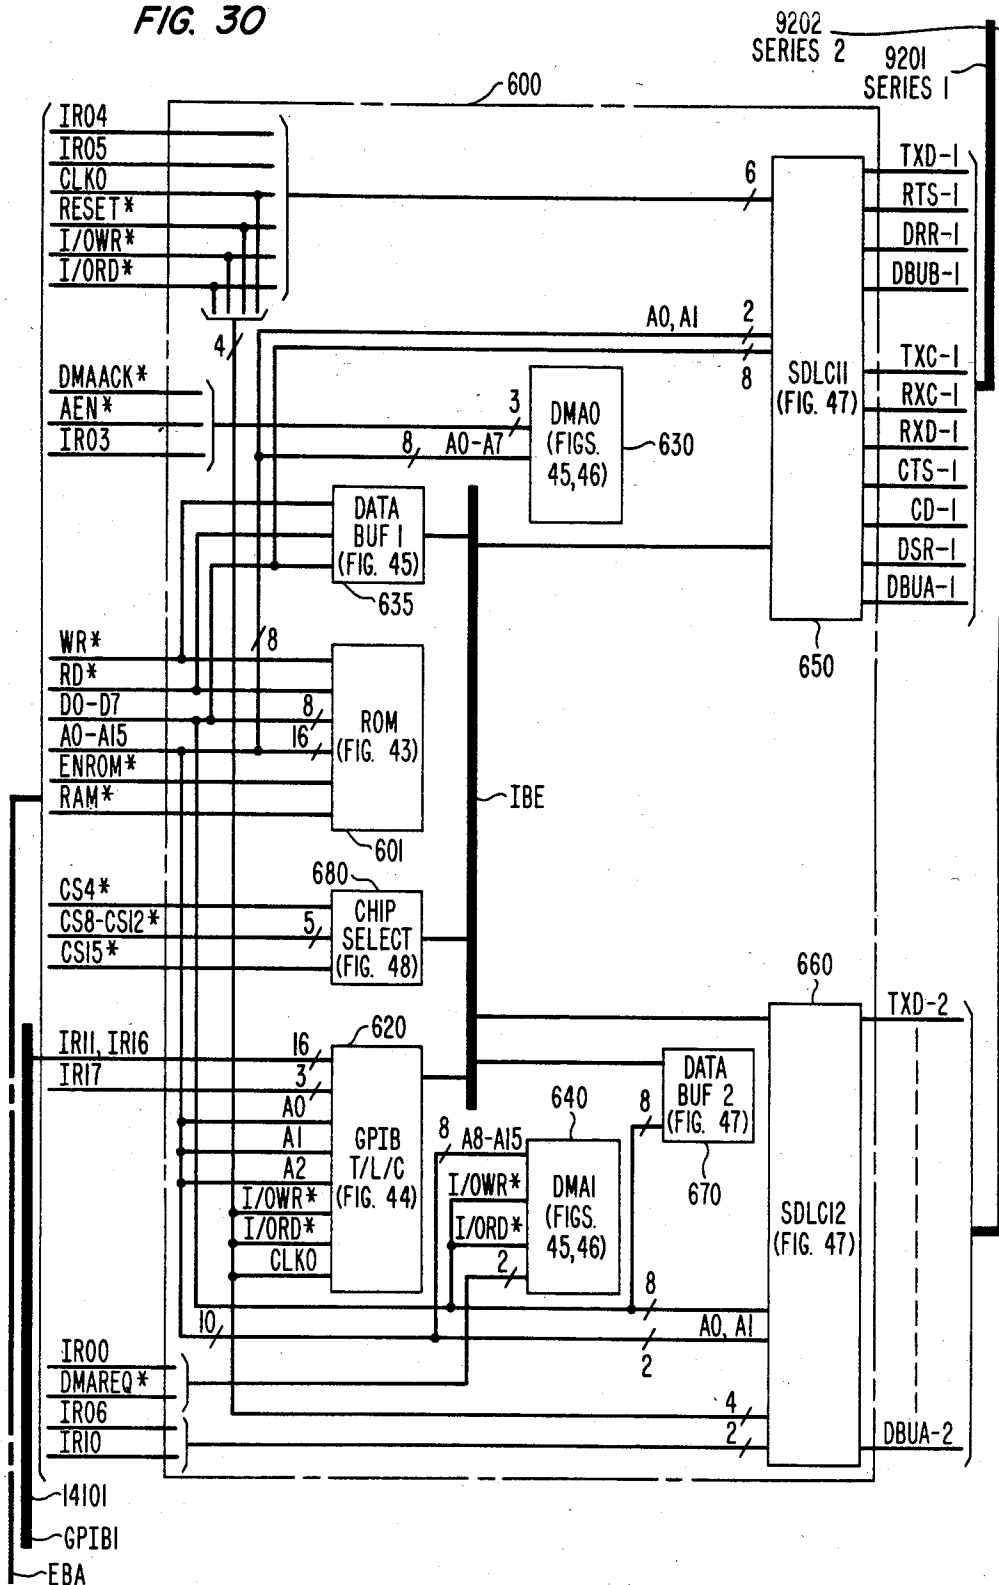 FIG. 30
9202
SERIES 2
9201
SERIES 1
600
IR04
IR05
CLK0
RESET*
I/OWR*
I/ORD*
4
6
A0, A1
2
8
SDLCI1
(FIG. 47)
650
TXD-1
RTS-1
DRR-1
DBUB-1
TXC-1
RXC-1
RXD-1
CTS-1
CD-1
DSR-1
DBUA-1
DMAACK*
AEN*
IR03
3
8
A0-A7
DMA0
(FIGS.
45,46)
630
DATA
BUF 1
(FIG. 45)
635
8
WR*
RD*
D0-D7
A0-A15
ENROM*
RAM*
8
16
ROM
(FIG. 43)
601
IBE
680
CS4*
CS8-CS12*
CS15*
5
CHIP
SELECT
(FIG. 48)
620
IR11, IR16
IR17
16
3
A0
A1
A2
I/OWR*
I/ORD*
CLK0
GPIB
T/L/C
(FIG. 44)
640
8
A8-A15
I/OWR*
I/ORD*
2
DMA1
(FIGS.
45,46)
8
DATA
BUF 2
(FIG. 47)
670
660
SDLCI2
(FIG. 47)
TXD-2
DBUA-2
8
A0, A1
2
10
IR00
DMAREQ*
IR06
IR10
4
2
14101
GPIB1
EBA